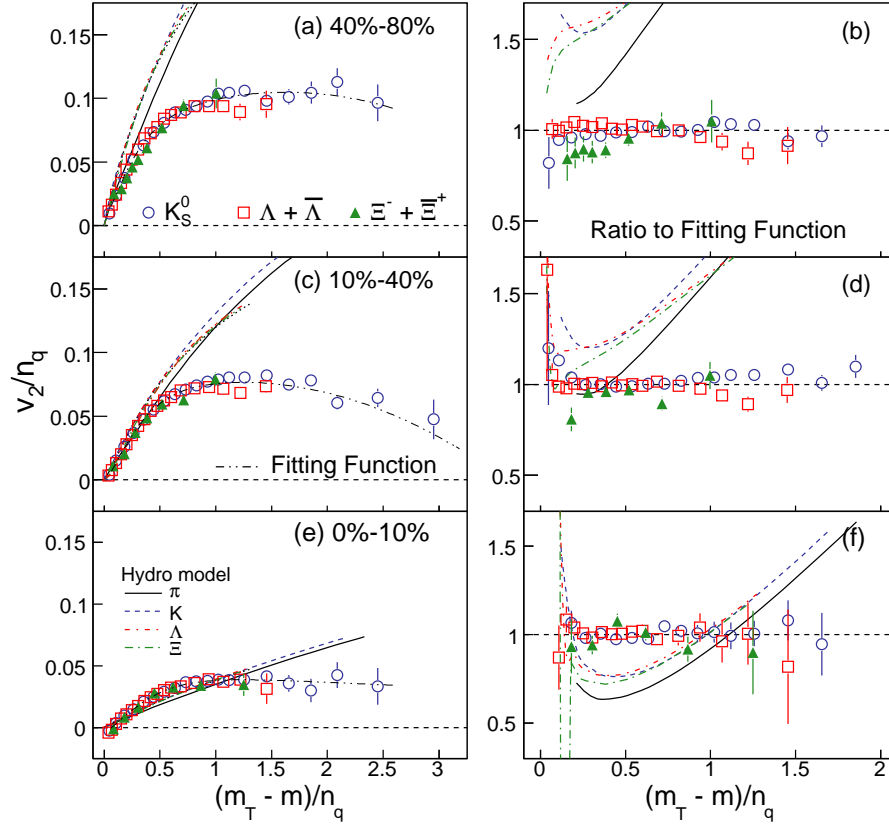 (a) 40%-80%
0.15
0.1
0.05
0
K⁰_S
Λ + Λ̅
Ξ⁻ + Ξ̅⁺
(b)
1.5
1
0.5
Ratio to Fitting Function
(c) 10%-40%
0.15
0.1
0.05
0
v₂/n_q
Fitting Function
(d)
1.5
1
0.5
(e) 0%-10%
0.15
0.1
0.05
0
Hydro model
π
K
Λ
Ξ
0 0.5 1 1.5 2 2.5 3
(m_T - m)/n_q
(f)
1.5
1
0.5
0 0.5 1 1.5 2
(m_T - m)/n_q